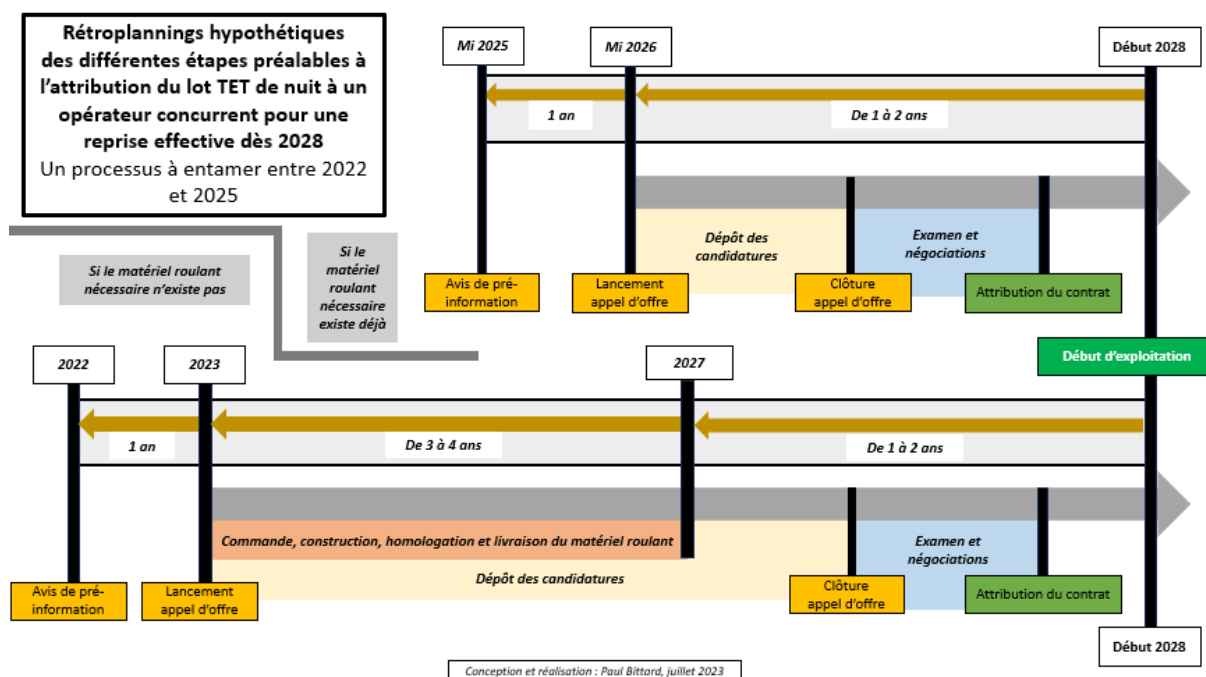 Rétroplannings hypothétiques
des différentes étapes préalables à
l'attribution du lot TET de nuit à un
opérateur concurrent pour une
reprise effective dès 2028
Un processus à entamer entre 2022
et 2025
Mi 2025
Mi 2026
Début 2028
1 an
De 1 à 2 ans
Dépôt des
candidatures
Examen et
négociations
Avis de pré-
information
Lancement
appel d'offre
Clôture
appel d'offre
Attribution du contrat
Si le matériel roulant
nécessaire n'existe pas
Si le
matériel
roulant
nécessaire
existe déjà
Début d'exploitation
2022
2023
2027
1 an
De 3 à 4 ans
De 1 à 2 ans
Commande, construction, homologation et livraison du matériel roulant
Dépôt des candidatures
Examen et
négociations
Avis de pré-
information
Lancement
appel d'offre
Clôture
appel d'offre
Attribution du contrat
Début 2028
Conception et réalisation : Paul Bittard, juillet 2023